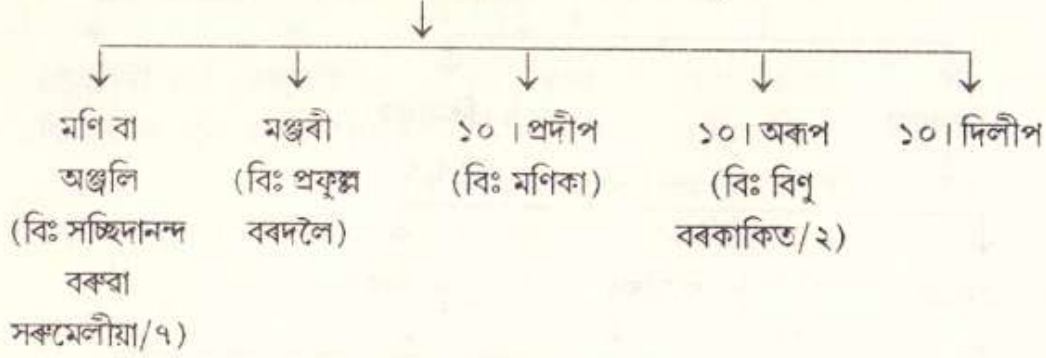 মণি বা
অঞ্জলি
(বিঃ সচ্ছিদানন্দ
বৰুৱা
সৰুমেলীয়া/৭)
মঞ্জৰী
(বিঃ প্ৰফুল্ল
বৰদলৈ)
১০ । প্ৰদীপ
(বিঃ মণিকা)
১০। অৰূপ
(বিঃ বিণু
বৰকাকতি/২)
১০। দিলীপ